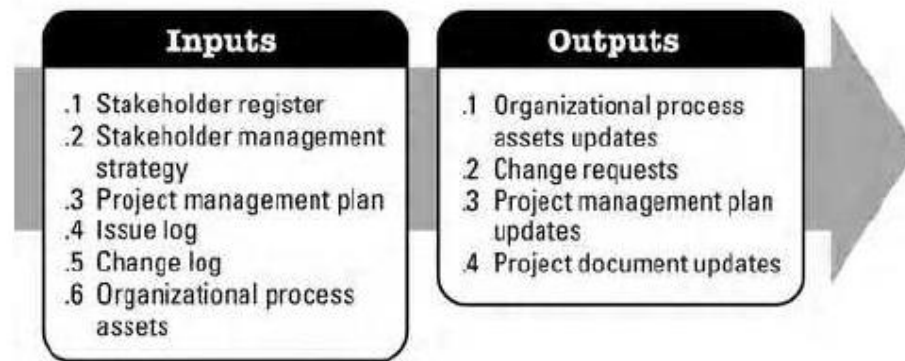 Inputs
.1 Stakeholder register
.2 Stakeholder management
strategy
.3 Project management plan
.4 Issue log
.5 Change log
.6 Organizational process
assets
Outputs
.1 Organizational process
assets updates
.2 Change requests
.3 Project management plan
updates
.4 Project document updates